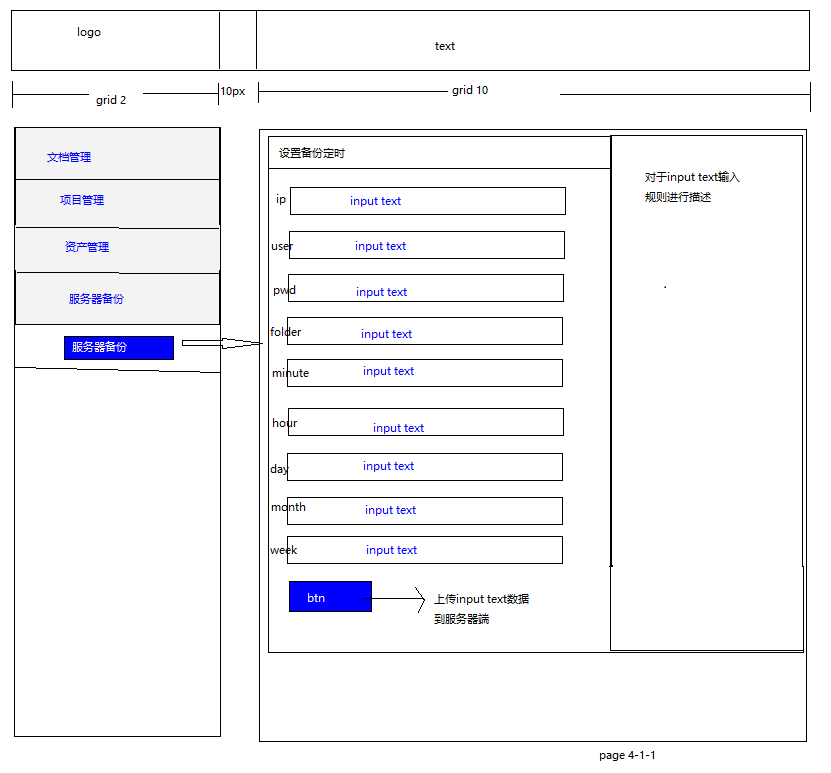 logo
text
grid 2
10px
grid 10
文档管理
项目管理
资产管理
服务器备份
服务器备份
设置备份定时
ip
input text
user
input text
pwd
input text
folder
input text
minute
input text
hour
input text
day
input text
month
input text
week
input text
btn
上传input text数据
到服务器端
对于input text输入
规则进行描述
page 4-1-1